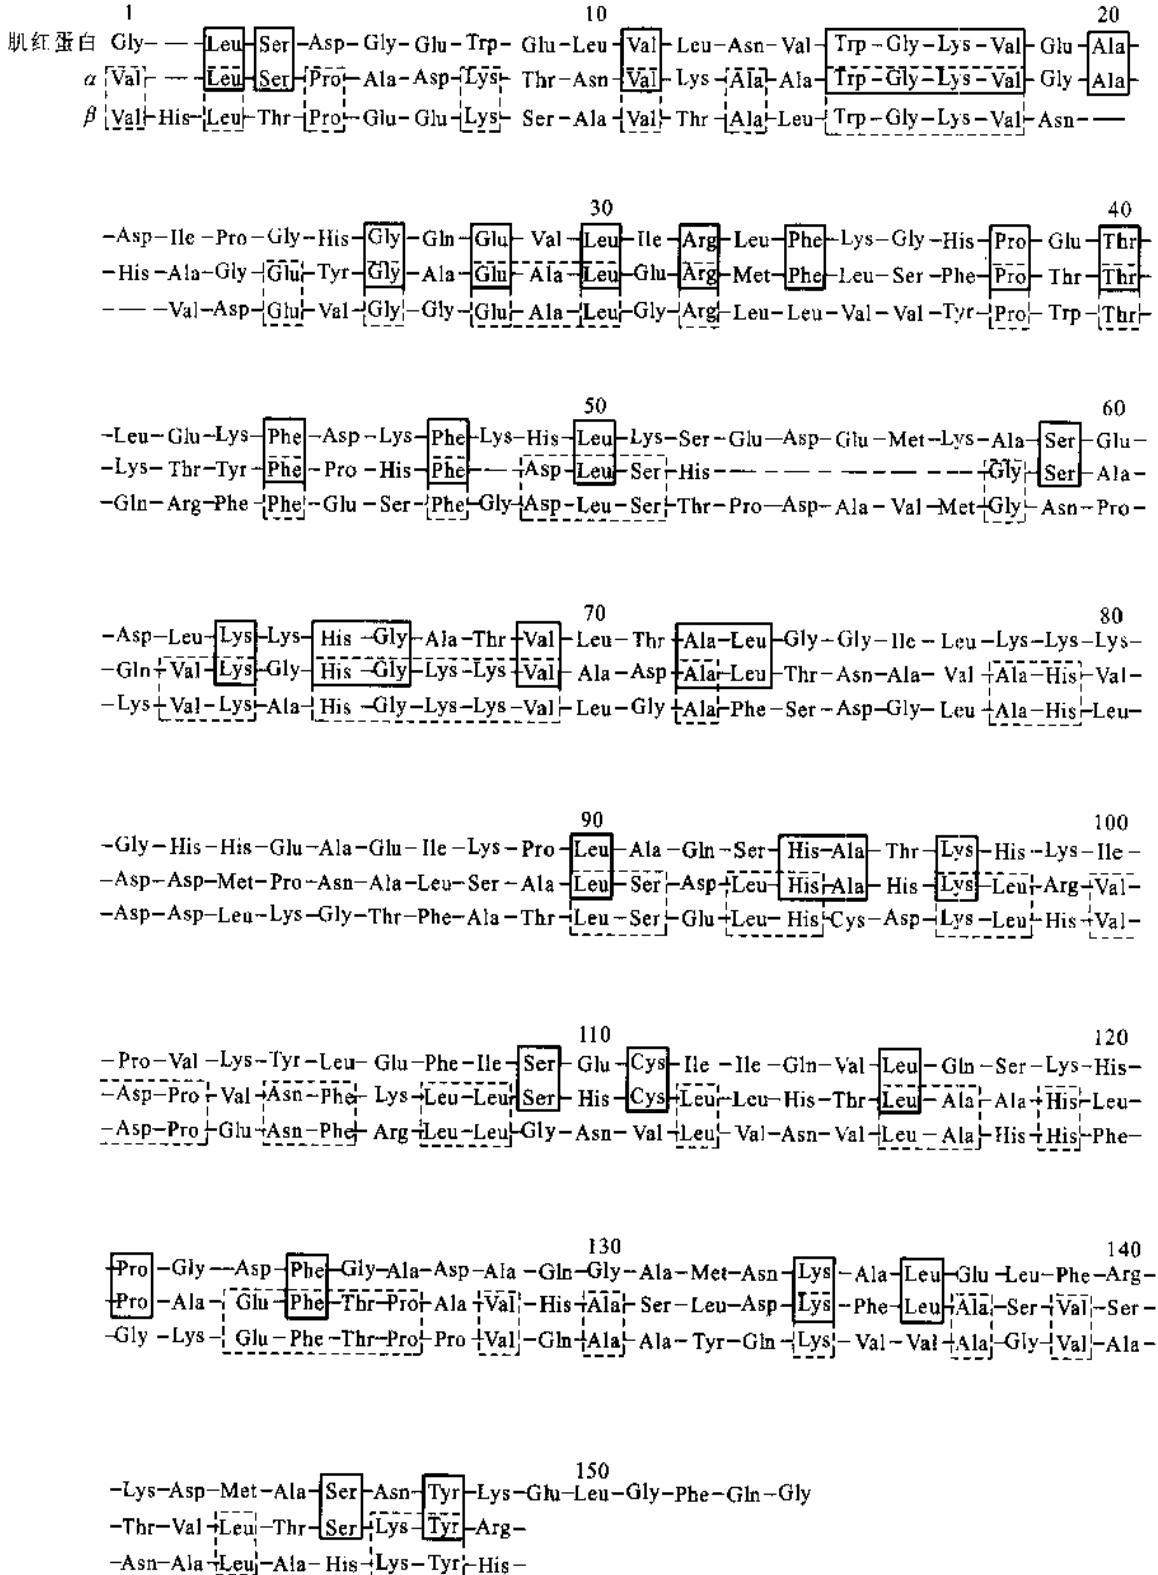 1 10 20
肌红蛋白 Gly- — -Leu-Ser-Asp-Gly-Glu-Trp-Glu-Leu-Val-Leu-Asn-Val-Trp-Gly-Lys-Val-Glu-Ala
α Val- — -Leu-Ser-Pro-Ala-Asp-Lys-Thr-Asn-Val-Lys-Ala-Ala-Trp-Gly-Lys-Val-Gly-Ala
β Val-His-Leu-Thr-Pro-Glu-Glu-Lys-Ser-Ala-Val-Thr-Ala-Leu-Trp-Gly-Lys-Val-Asn- —
30 40
-Asp-Ile-Pro-Gly-His-Gly-Gln-Glu-Val-Leu-Ile-Arg-Leu-Phe-Lys-Gly-His-Pro-Glu-Thr-
-His-Ala-Gly-Glu-Tyr-Gly-Ala-Glu-Ala-Leu-Glu-Arg-Met-Phe-Leu-Ser-Phe-Pro-Thr-Thr-
- — -Val-Asp-Glu-Val-Gly-Gly-Glu-Ala-Leu-Gly-Arg-Leu-Leu-Val-Val-Tyr-Pro-Trp-Thr-
50 60
-Leu-Glu-Lys-Phe-Asp-Lys-Phe-Lys-His-Leu-Lys-Ser-Glu-Asp-Glu-Met-Lys-Ala-Ser-Glu-
-Lys-Thr-Tyr-Phe-Pro-His-Phe- — -Asp-Leu-Ser-His- — — — — — -Gly-Ser-Ala-
-Gln-Arg-Phe-Phe-Glu-Ser-Phe-Gly-Asp-Leu-Ser-Thr-Pro-Asp-Ala-Val-Met-Gly-Asn-Pro-
70 80
-Asp-Leu-Lys-Lys-His-Gly-Ala-Thr-Val-Leu-Thr-Ala-Leu-Gly-Gly-Ile-Leu-Lys-Lys-Lys-
-Gln-Val-Lys-Gly-His-Gly-Lys-Lys-Val-Ala-Asp-Ala-Leu-Thr-Asn-Ala-Val-Ala-His-Val-
-Lys-Val-Lys-Ala-His-Gly-Lys-Lys-Val-Leu-Gly-Ala-Phe-Ser-Asp-Gly-Leu-Ala-His-Leu-
90 100
-Gly-His-His-Glu-Ala-Glu-Ile-Lys-Pro-Leu-Ala-Gln-Ser-His-Ala-Thr-Lys-His-Lys-Ile-
-Asp-Asp-Met-Pro-Asn-Ala-Leu-Ser-Ala-Leu-Ser-Asp-Leu-His-Ala-His-Lys-Leu-Arg-Val-
-Asp-Asp-Leu-Lys-Gly-Thr-Phe-Ala-Thr-Leu-Ser-Glu-Leu-His-Cys-Asp-Lys-Leu-His-Val-
110 120
-Pro-Val-Lys-Tyr-Leu-Glu-Phe-Ile-Ser-Glu-Cys-Ile-Ile-Gln-Val-Leu-Gln-Ser-Lys-His-
-Asp-Pro-Val-Asn-Phe-Lys-Leu-Leu-Ser-His-Cys-Leu-Leu-His-Thr-Leu-Ala-Ala-His-Leu-
-Asp-Pro-Glu-Asn-Phe-Arg-Leu-Leu-Gly-Asn-Val-Leu-Val-Asn-Val-Leu-Ala-His-His-Phe-
130 140
-Pro-Gly-Asp-Phe-Gly-Ala-Asp-Ala-Gln-Gly-Ala-Met-Asn-Lys-Ala-Leu-Glu-Leu-Phe-Arg-
-Pro-Ala-Glu-Phe-Thr-Pro-Ala-Val-His-Ala-Ser-Leu-Asp-Lys-Phe-Leu-Ala-Ser-Val-Ser-
-Gly-Lys-Glu-Phe-Thr-Pro-Pro-Val-Gln-Ala-Ala-Tyr-Gln-Lys-Val-Val-Ala-Gly-Val-Ala-
150
-Lys-Asp-Met-Ala-Ser-Asn-Tyr-Lys-Glu-Leu-Gly-Phe-Gln-Gly
-Thr-Val-Leu-Thr-Ser-Lys-Tyr-Arg-
-Asn-Ala-Leu-Ala-His-Lys-Tyr-His-